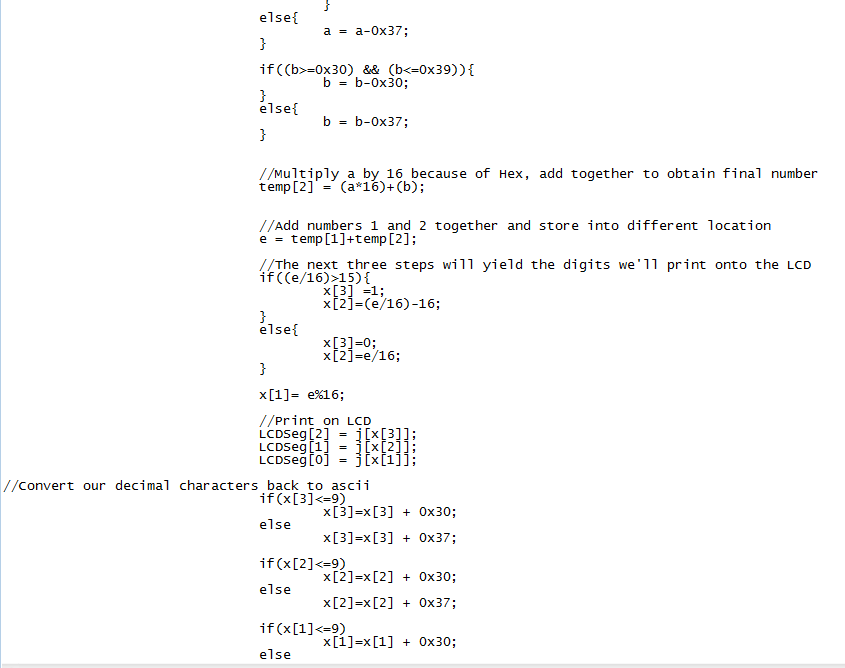 }
else{
a = a-0x37;
}
if((b>=0x30) && (b<=0x39)){
b = b-0x30;
}
else{
b = b-0x37;
}
//Multiply a by 16 because of Hex, add together to obtain final number
temp[2] = (a*16)+(b);
//Add numbers 1 and 2 together and store into different location
e = temp[1]+temp[2];
//The next three steps will yield the digits we'll print onto the LCD
if((e/16)>15){
x[3] =1;
x[2]=(e/16)-16;
}
else{
x[3]=0;
x[2]=e/16;
}
x[1]= e%16;
//Print on LCD
LCDSeg[2] = j[x[3]];
LCDSeg[1] = j[x[2]];
LCDSeg[0] = j[x[1]];
//Convert our decimal characters back to ascii
if(x[3]<=9)
x[3]=x[3] + 0x30;
else
x[3]=x[3] + 0x37;
if(x[2]<=9)
x[2]=x[2] + 0x30;
else
x[2]=x[2] + 0x37;
if(x[1]<=9)
x[1]=x[1] + 0x30;
else